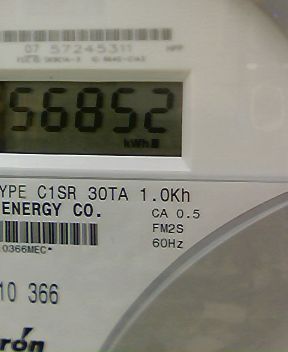 07 57245311
56852
kWh
YPE C1SR 30TA 1.0Kh
ENERGY CO.
CA 0.5
FM2S
60Hz
0366MEC*
10 366
rón